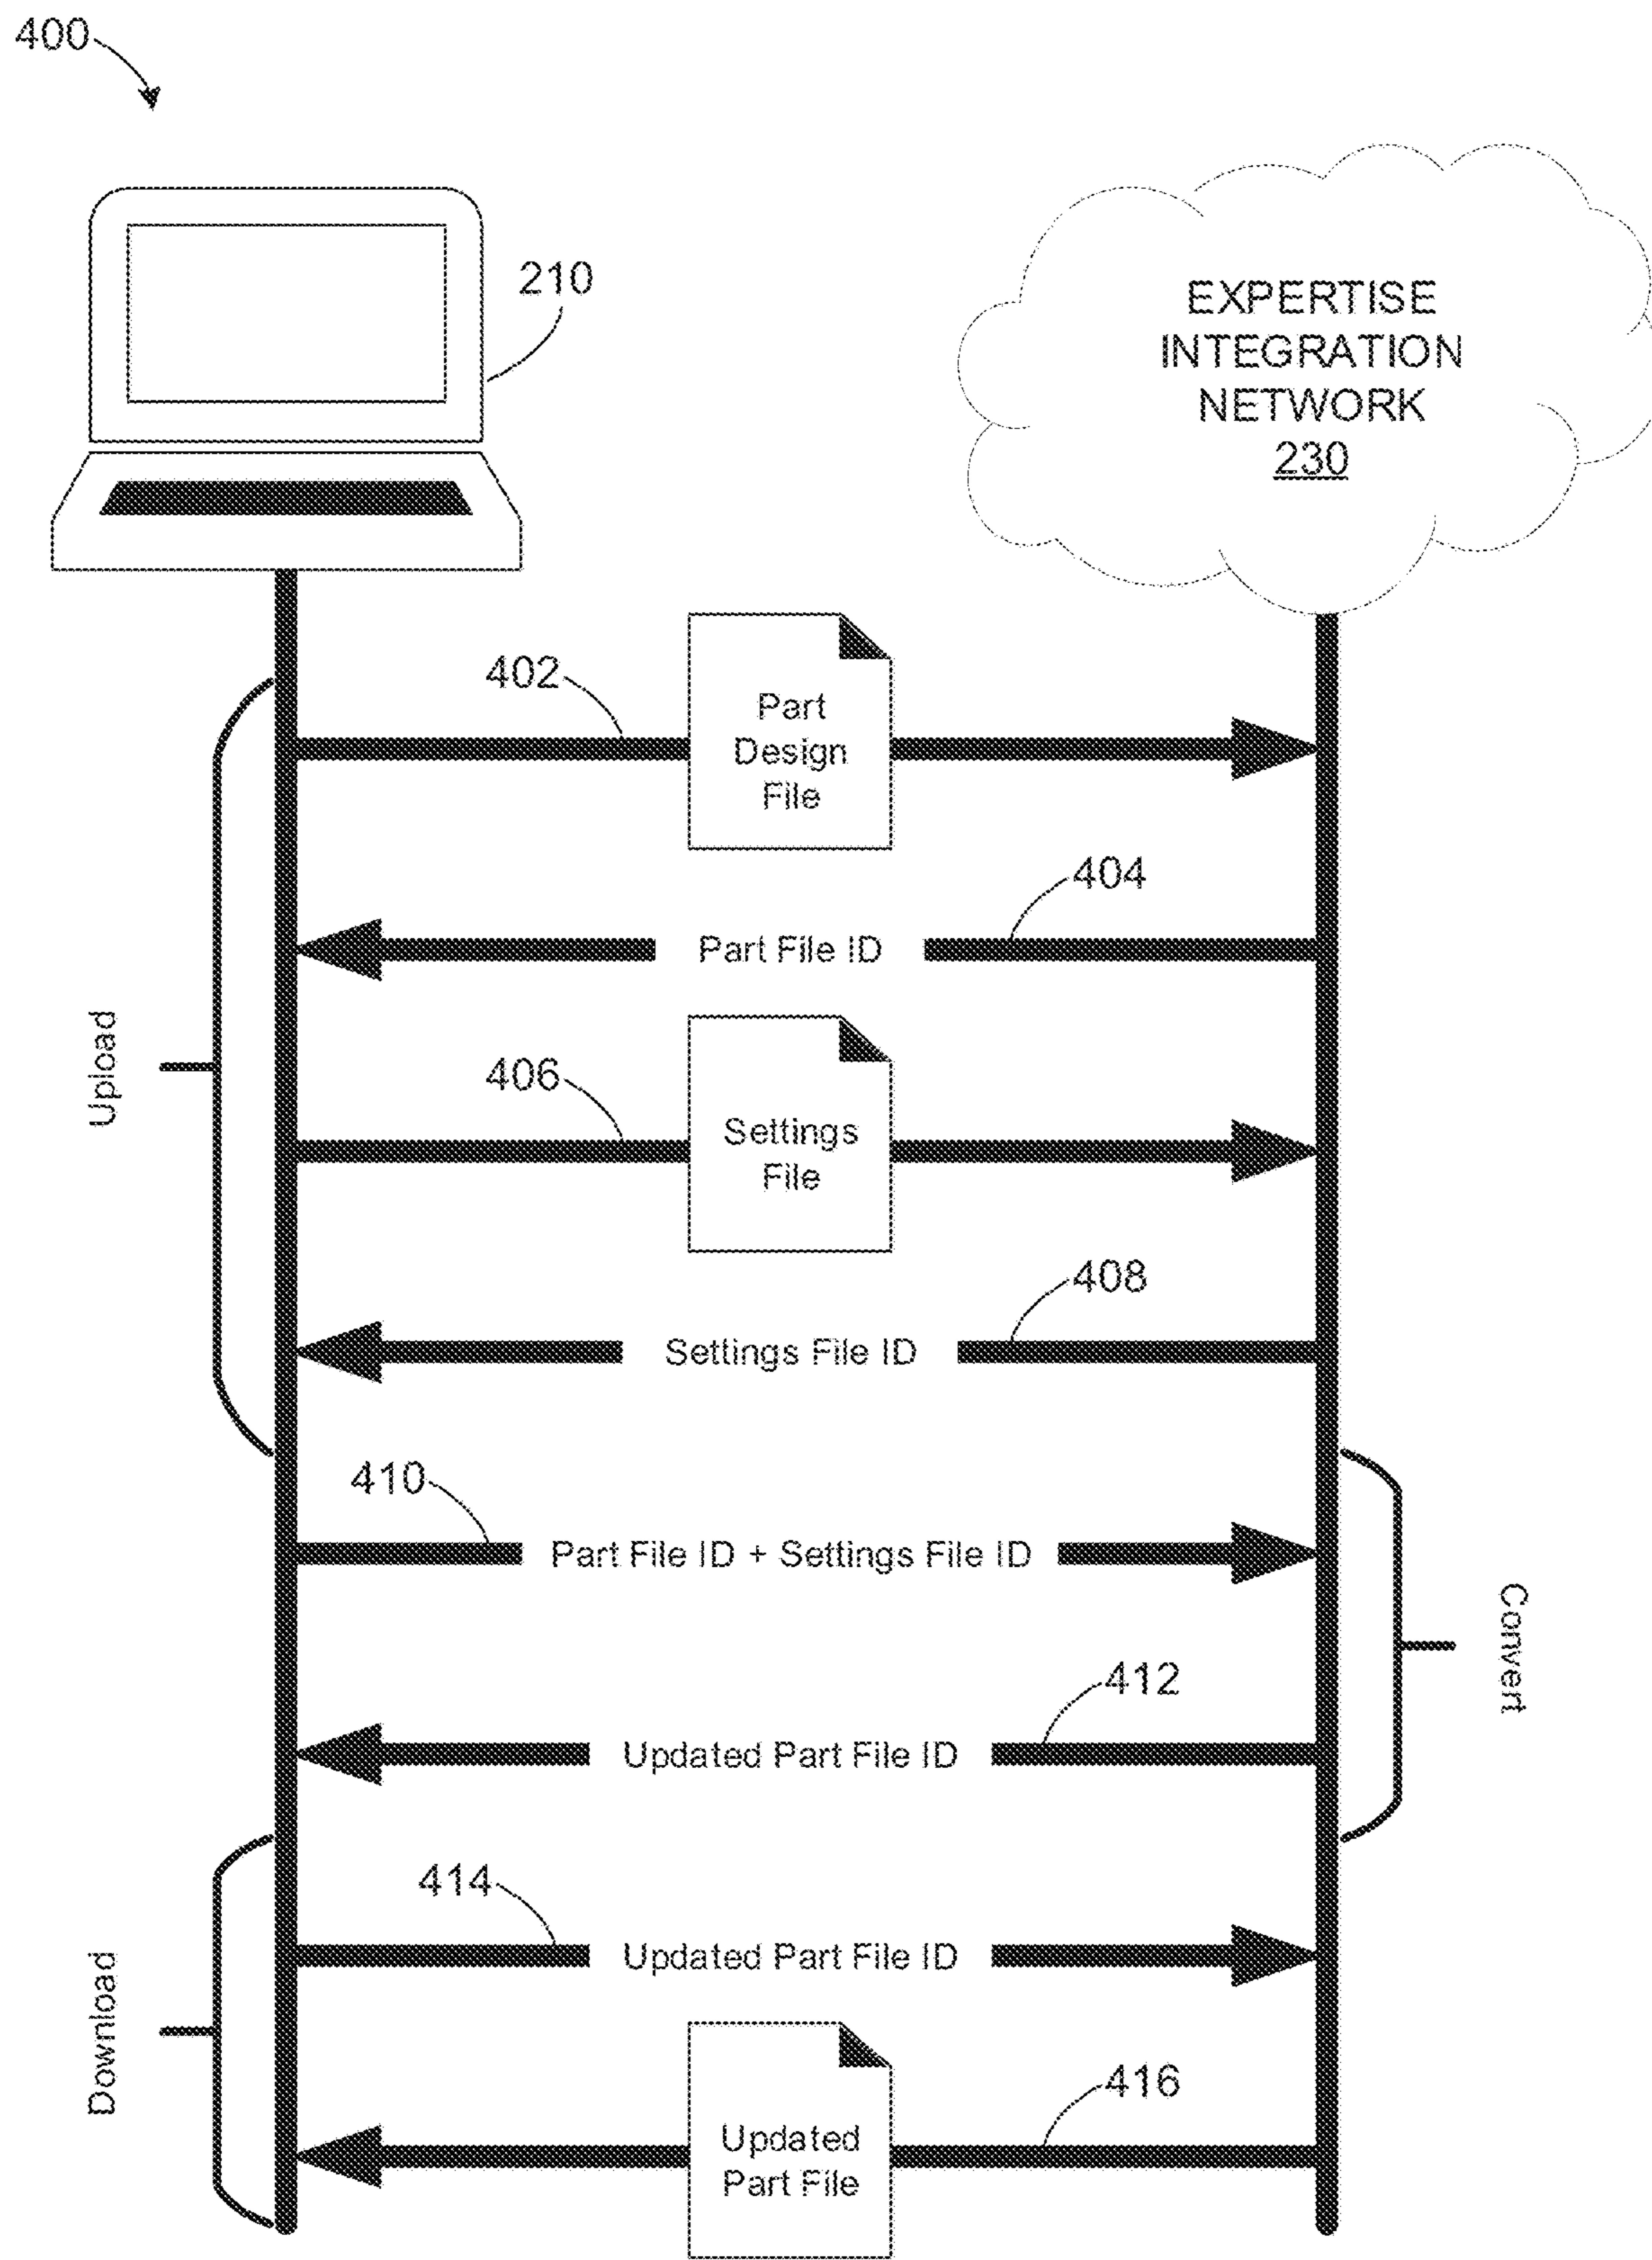 400
210
EXPERTISE
INTEGRATION
NETWORK
230
402
Part
Design
File
404
Part File ID
Upload
406
Settings
File
408
Settings File ID
410
Part File ID + Settings File ID
Convert
412
Updated Part File ID
414
Updated Part File ID
Download
416
Updated
Part File